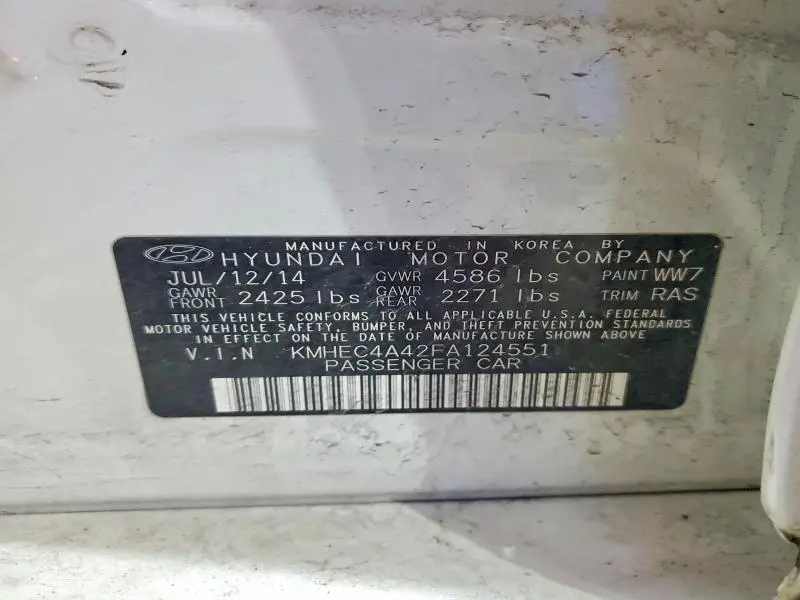 MANUFACTURED IN KOREA BY
HYUNDAI MOTOR COMPANY
JUL/12/14 GVWR 4586 lbs PAINT WW7
GAWR FRONT 2425 lbs GAWR REAR 2271 lbs TRIM RAS
THIS VEHICLE CONFORMS TO ALL APPLICABLE U.S.A. FEDERAL
MOTOR VEHICLE SAFETY, BUMPER, AND THEFT PREVENTION STANDARDS
IN EFFECT ON THE DATE OF MANUFACTURE SHOWN ABOVE
V.I.N KMHEC4A42FA124551
PASSENGER CAR